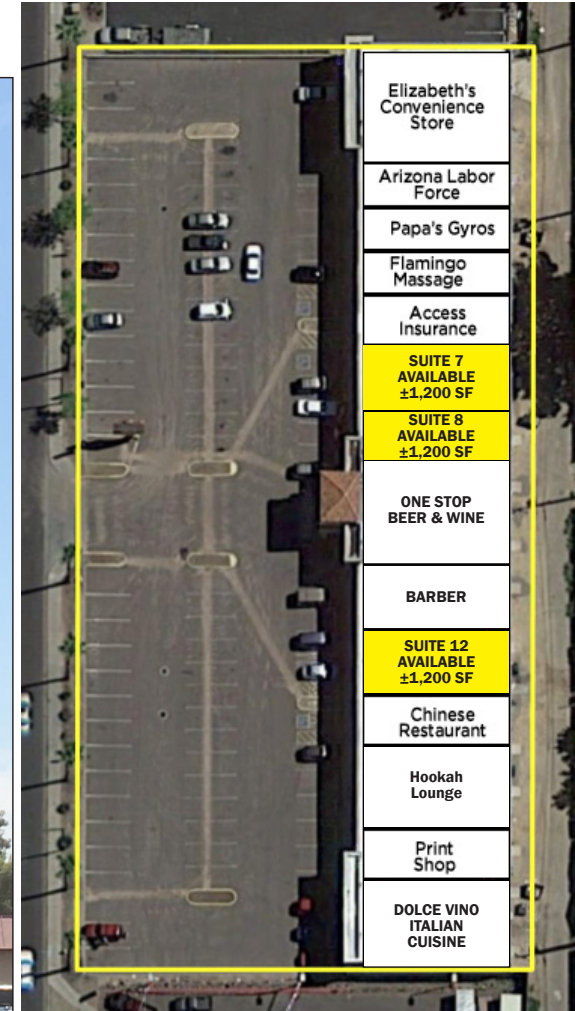 Elizabeth's
Convenience
Store
Arizona Labor
Force
Papa's Gyros
Flamingo
Massage
Access
Insurance
SUITE 7
AVAILABLE
±1,200 SF
SUITE 8
AVAILABLE
±1,200 SF
ONE STOP
BEER & WINE
BARBER
SUITE 12
AVAILABLE
±1,200 SF
Chinese
Restaurant
Hookah
Lounge
Print
Shop
DOLCE VINO
ITALIAN
CUISINE